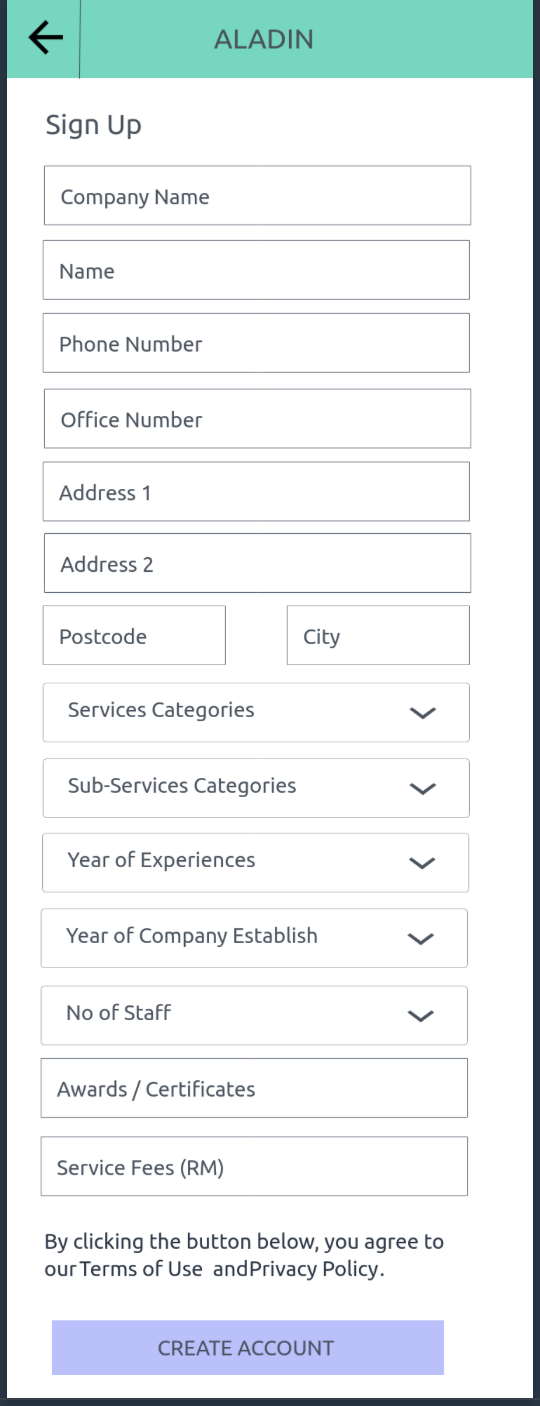 ALADIN
Sign Up
Company Name
Name
Phone Number
Office Number
Address 1
Address 2
Postcode City
Services Categories
Sub-Services Categories
Year of Experiences
Year of Company Establish
No of Staff
Awards / Certificates
Service Fees (RM)
By clicking the button below, you agree to
our Terms of Use andPrivacy Policy.
CREATE ACCOUNT